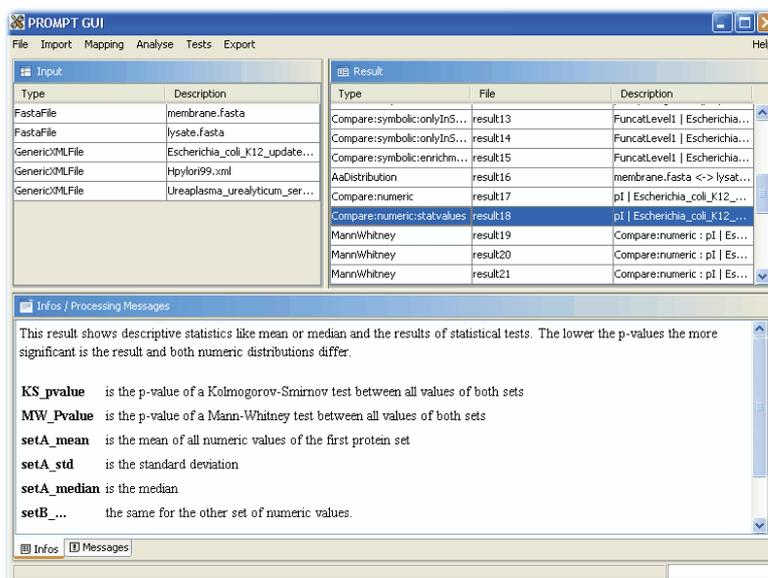 PROMPT GUI
File Import Mapping Analyse Tests Export Hel
Input
Type Description
FastaFile membrane.fasta
FastaFile lysate.fasta
GenericXMLFile Escherichia_coli_K12_update...
GenericXMLFile Hpylori99.xml
GenericXMLFile Ureaplasma_urealyticum_ser...
Result
Type File Description
Compare:symbolic:onlyInS... result13 FuncatLevel1 | Escherichia...
Compare:symbolic:onlyInS... result14 FuncatLevel1 | Escherichia...
Compare:symbolic:enrichm... result15 FuncatLevel1 | Escherichia...
AaDistribution result16 membrane.fasta <-> lysat...
Compare:numeric result17 pI | Escherichia_coli_K12_...
Compare:numeric:statvalues result18 pI | Escherichia_coli_K12_...
MannWhitney result19 Compare:numeric : pI | Es...
MannWhitney result20 Compare:numeric : pI | Es...
MannWhitney result21 Compare:numeric : pI | Es...
Infos / Processing Messages
This result shows descriptive statistics like mean or median and the results of statistical tests. The lower the p-values the more
significant is the result and both numeric distributions differ.
KS_pvalue is the p-value of a Kolmogorov-Smirnov test between all values of both sets
MW_Pvalue is the p-value of a Mann-Whitney test between all values of both sets
setA_mean is the mean of all numeric values of the first protein set
setA_std is the standard deviation
setA_median is the median
setB_... the same for the other set of numeric values.
Infos Messages